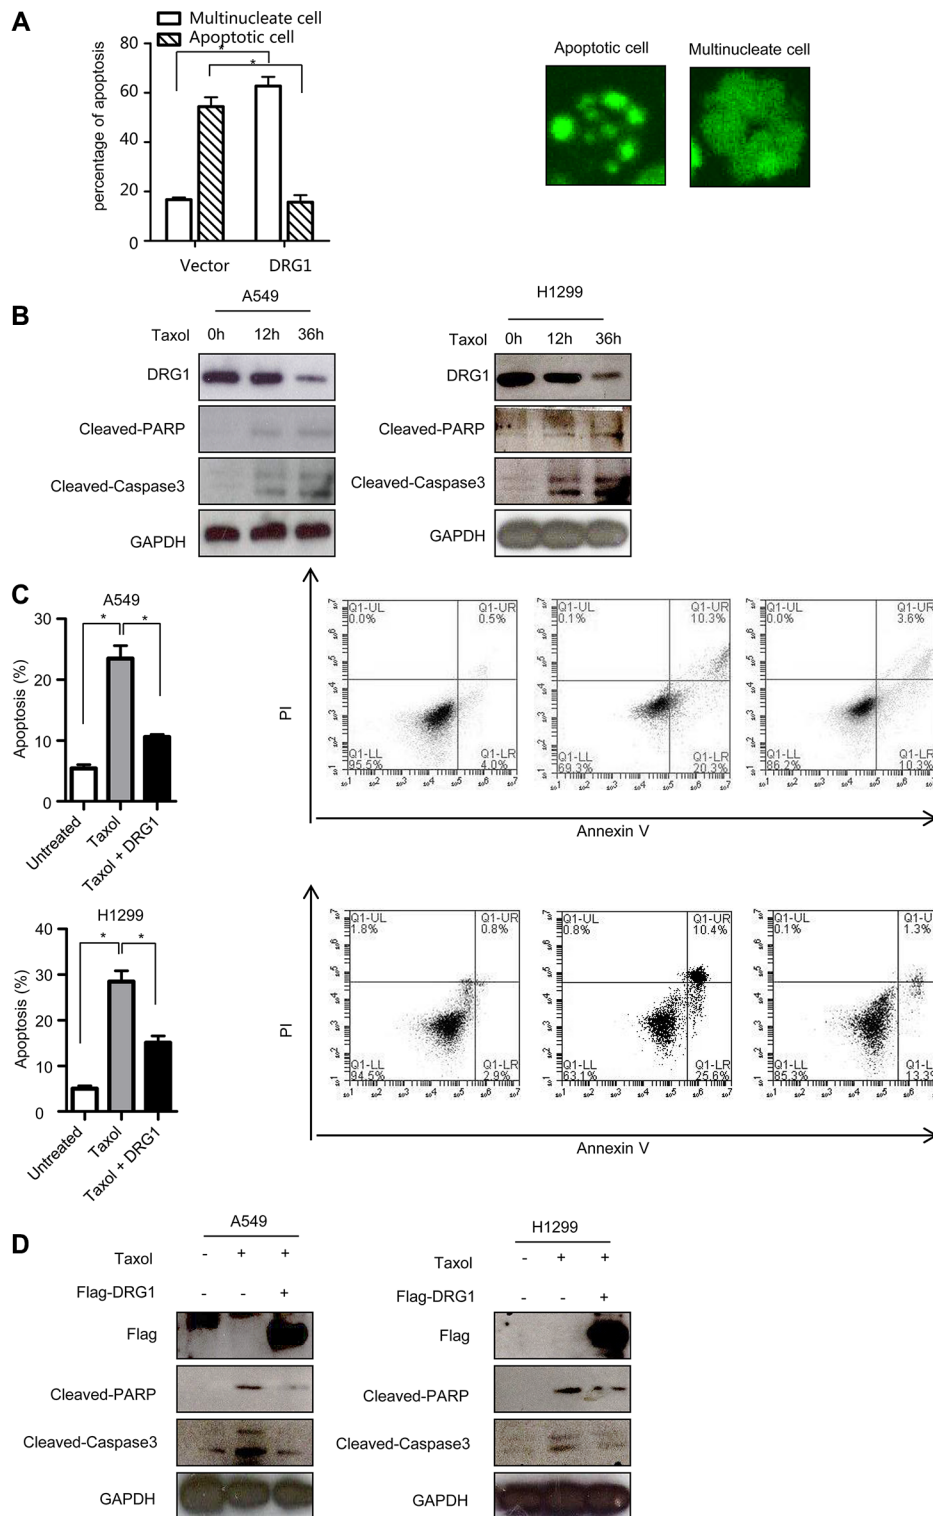 A
Multinucleate cell
Apoptotic cell
*
*
percentage of apoptosis
80
60
40
20
0
Vector DRG1
Apoptotic cell Multinucleate cell
B
A549
Taxol 0h 12h 36h
DRG1
Cleaved-PARP
Cleaved-Caspase3
GAPDH
H1299
Taxol 0h 12h 36h
DRG1
Cleaved-PARP
Cleaved-Caspase3
GAPDH
C
A549
Apoptosis (%)
30
20
10
0
* *
Untreated
Taxol
Taxol + DRG1
PI
Q1-UL Q1-UR
0.0% 0.5%
Q1-LL Q1-LR
95.5% 4.0%
Q1-UL Q1-UR
0.1% 10.3%
Q1-LL Q1-LR
69.3% 20.3%
Q1-UL Q1-UR
0.0% 3.6%
Q1-LL Q1-LR
86.2% 10.3%
Annexin V
H1299
Apoptosis (%)
40
30
20
10
0
* *
Untreated
Taxol
Taxol + DRG1
PI
Q1-UL Q1-UR
1.8% 0.8%
Q1-LL Q1-LR
94.5% 2.9%
Q1-UL Q1-UR
0.8% 10.4%
Q1-LL Q1-LR
63.1% 25.6%
Q1-UL Q1-UR
0.1% 1.3%
Q1-LL Q1-LR
85.3% 13.3%
Annexin V
D
A549
Taxol - + +
Flag-DRG1 - - +
Flag
Cleaved-PARP
Cleaved-Caspase3
GAPDH
H1299
Taxol - + +
Flag-DRG1 - - +
Flag
Cleaved-PARP
Cleaved-Caspase3
GAPDH